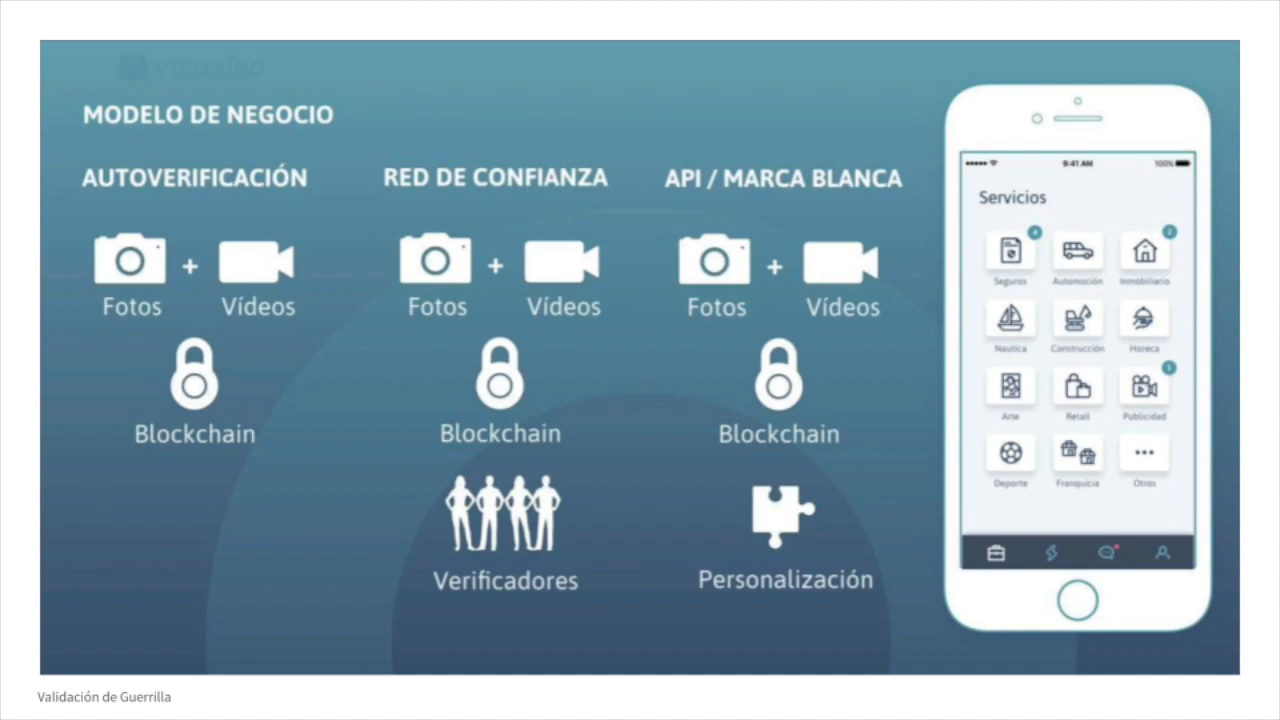 MODELO DE NEGOCIO
AUTOVERIFICACIÓN
Fotos + Vídeos
Blockchain
RED DE CONFIANZA
Fotos + Vídeos
Blockchain
Verificadores
API / MARCA BLANCA
Fotos + Vídeos
Blockchain
Personalización
9:41 AM 100%
Servicios
4 2
Seguros Automoción Inmobiliario
Nautica Construcción Horeca
Arte Retail Publicidad
Deporte Franquicia Otros
Validación de Guerrilla